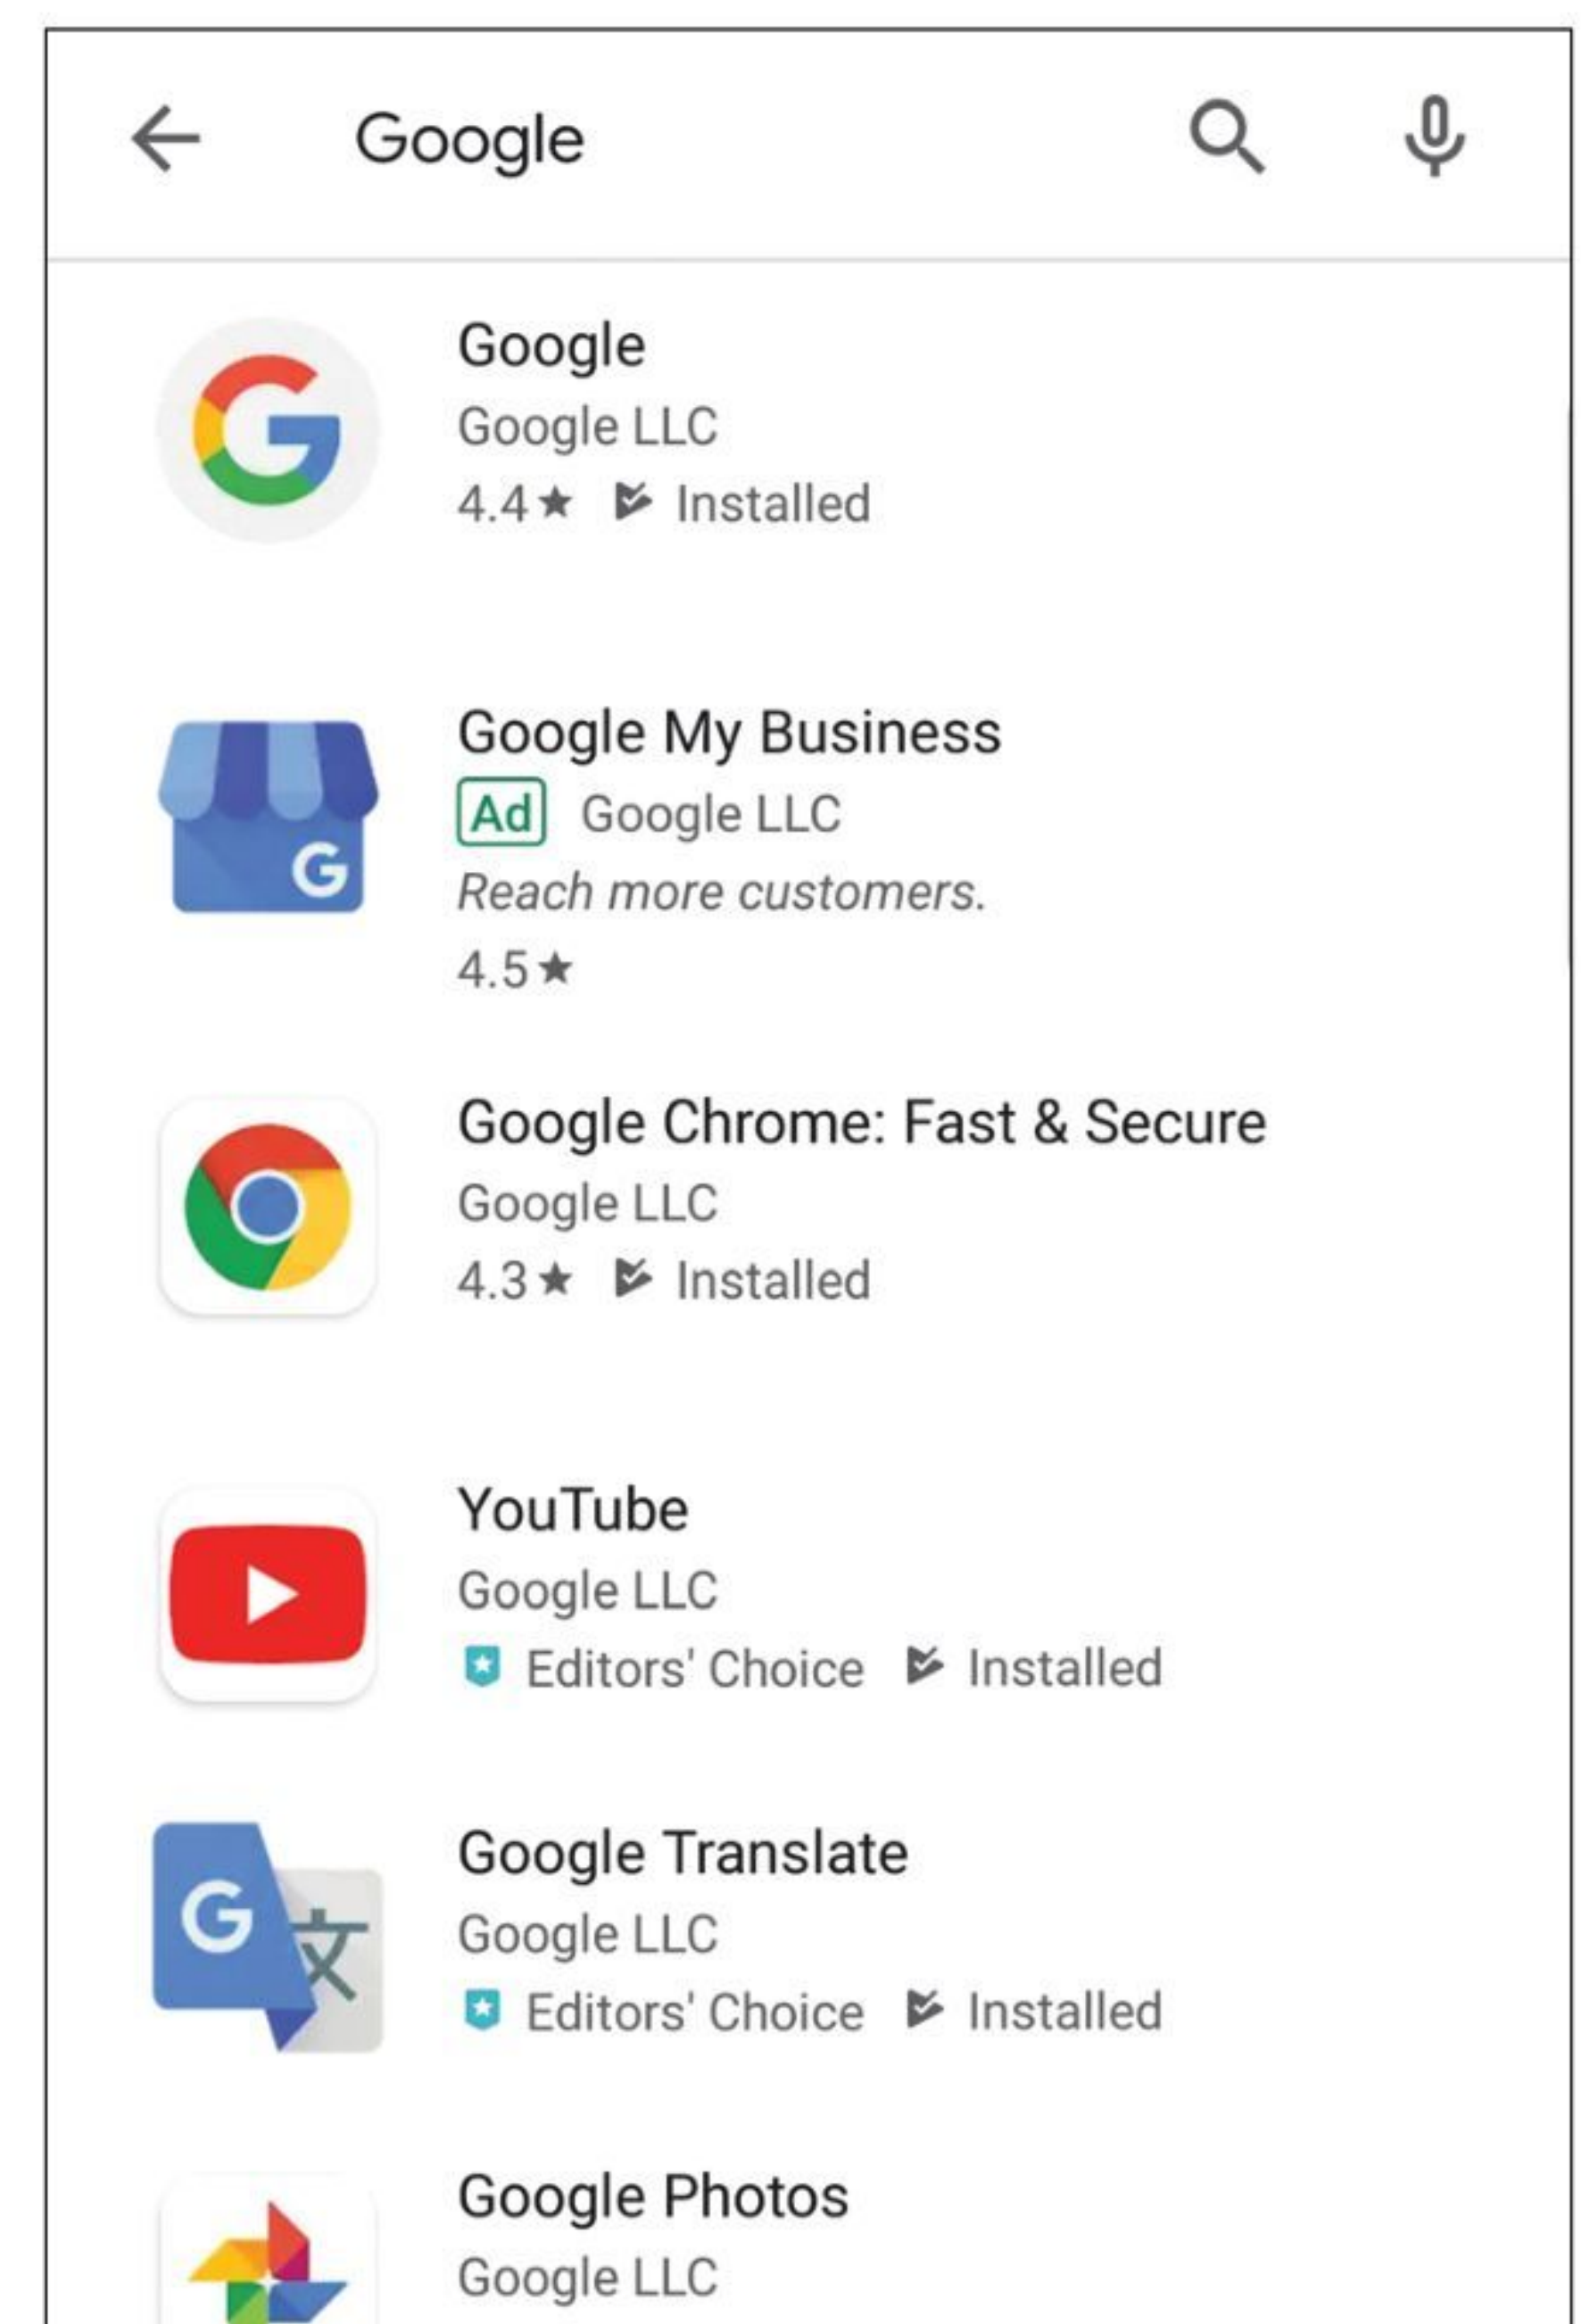 Google
Google
Google LLC
4.4★ Installed
Google My Business
Ad Google LLC
Reach more customers.
4.5★
Google Chrome: Fast & Secure
Google LLC
4.3★ Installed
YouTube
Google LLC
Editors' Choice Installed
G 文
Google Translate
Google LLC
Editors' Choice Installed
Google Photos
Google LLC